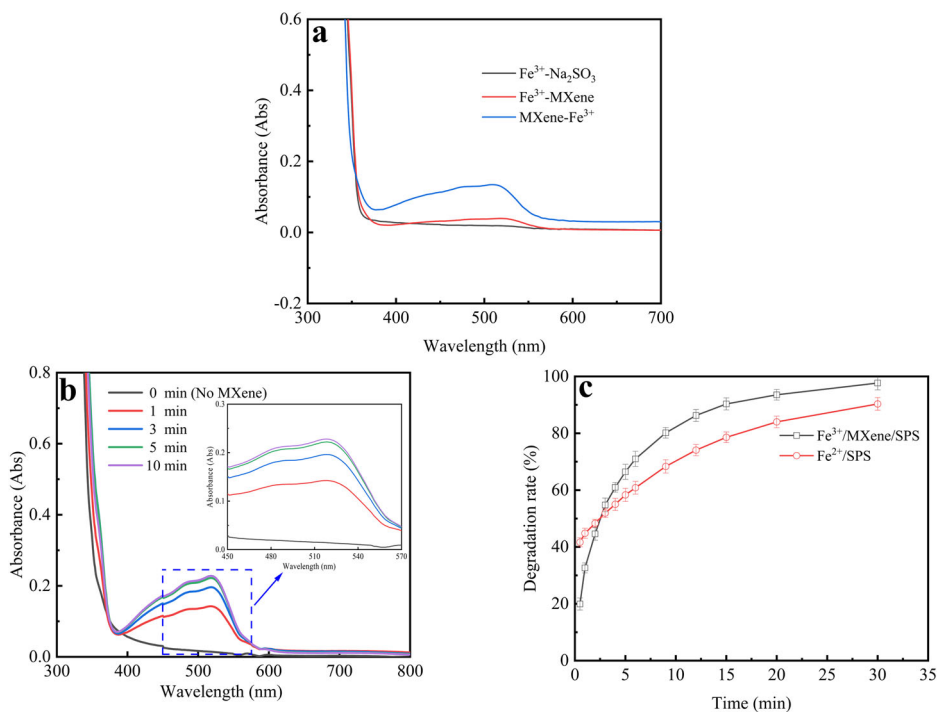 a
0.6
0.4
0.2
0.0
-0.2
Absorbance (Abs)
Fe³⁺-Na₂SO₃
Fe³⁺-MXene
MXene-Fe³⁺
300 400 500 600 700
Wavelength (nm)
b
0.8
0.6
0.4
0.2
0.0
Absorbance (Abs)
0 min (No MXene)
1 min
3 min
5 min
10 min
0.3
0.2
0.1
0.0
Absorbance (Abs)
450 480 510 540 570
Wavelength (nm)
300 400 500 600 700 800
Wavelength (nm)
c
100
80
60
40
20
0
Degradation rate (%)
Fe³⁺/MXene/SPS
Fe²⁺/SPS
0 5 10 15 20 25 30 35
Time (min)